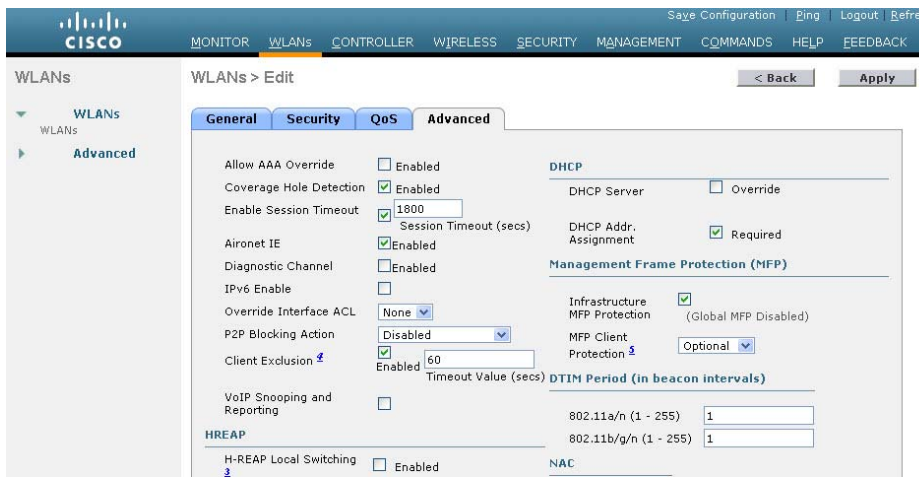 Save Configuration | Ping | Logout | Refre
CISCO
MONITOR WLANs CONTROLLER WIRELESS SECURITY MANAGEMENT COMMANDS HELP FEEDBACK
WLANs
WLANs
WLANs
Advanced
WLANs > Edit
< Back
Apply
General
Security
QoS
Advanced
Allow AAA Override Enabled
Coverage Hole Detection Enabled
Enable Session Timeout 1800
Session Timeout (secs)
Aironet IE Enabled
Diagnostic Channel Enabled
IPv6 Enable
Override Interface ACL None
P2P Blocking Action Disabled
Client Exclusion 4 Enabled 60
Timeout Value (secs)
VoIP Snooping and
Reporting
HREAP
H-REAP Local Switching
3 Enabled
DHCP
DHCP Server Override
DHCP Addr.
Assignment Required
Management Frame Protection (MFP)
Infrastructure
MFP Protection (Global MFP Disabled)
MFP Client
Protection 5 Optional
DTIM Period (in beacon intervals)
802.11a/n (1 - 255) 1
802.11b/g/n (1 - 255) 1
NAC